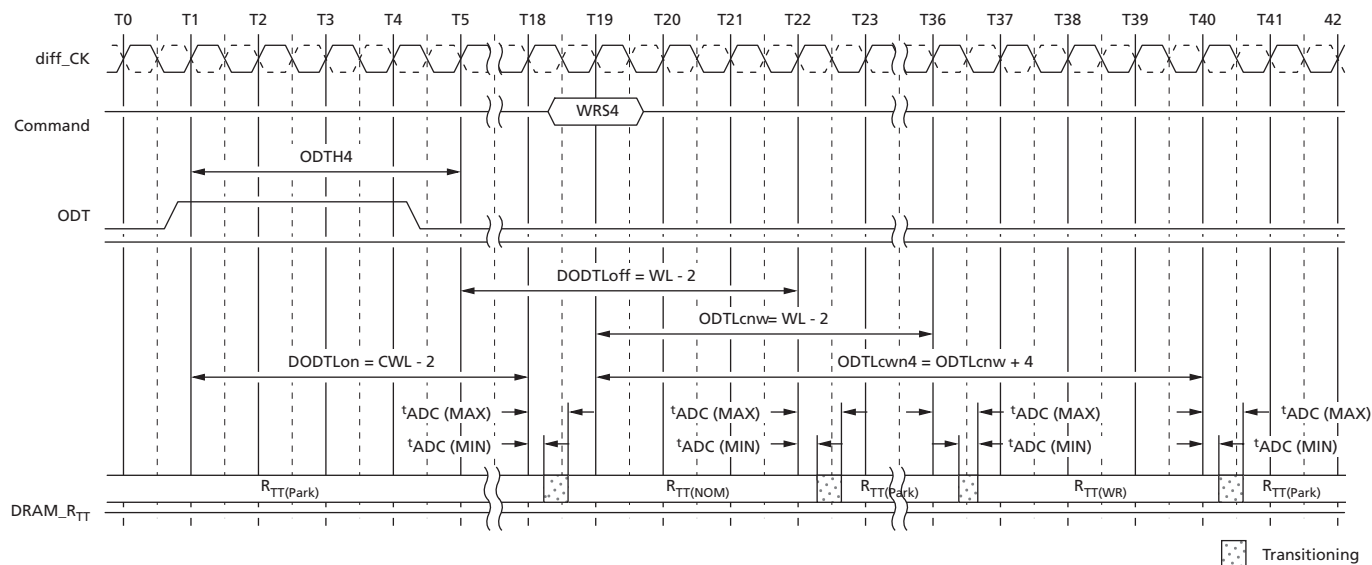 T0 T1 T2 T3 T4 T5 T18 T19 T20 T21 T22 T23 T36 T37 T38 T39 T40 T41 42
diff_CK
WRS4
Command
ODTH4
ODT
DODTLoff = WL - 2
ODTLcnw= WL - 2
DODTLon = CWL - 2 ODTLcwn4 = ODTLcnw + 4
tADC (MAX) tADC (MAX) tADC (MAX) tADC (MAX)
tADC (MIN) tADC (MIN) tADC (MIN) tADC (MIN)
RTT(Park) RTT(NOM) RTT(Park) RTT(WR) RTT(Park)
DRAM_RTT
Transitioning